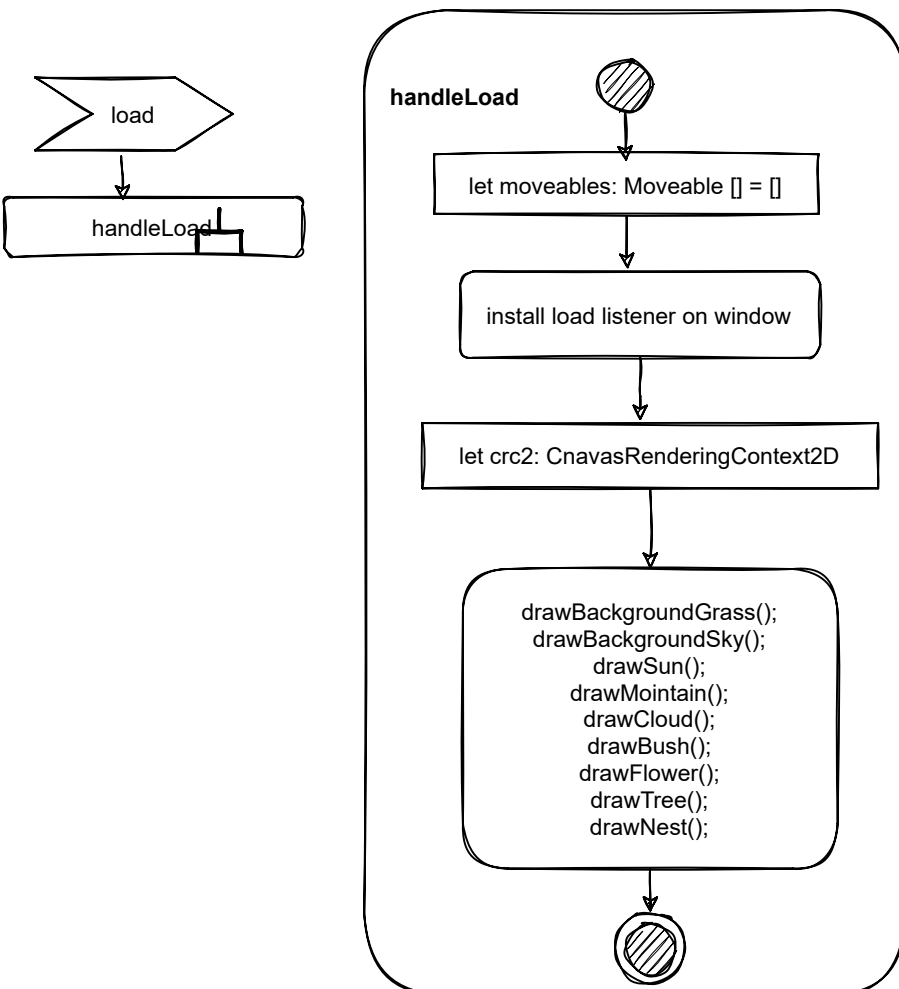 load
handleLoad
handleLoad
let moveables: Moveable [] = []
install load listener on window
let crc2: CnavasRenderingContext2D
drawBackgroundGrass();
drawBackgroundSky();
drawSun();
drawMointain();
drawCloud();
drawBush();
drawFlower();
drawTree();
drawNest();